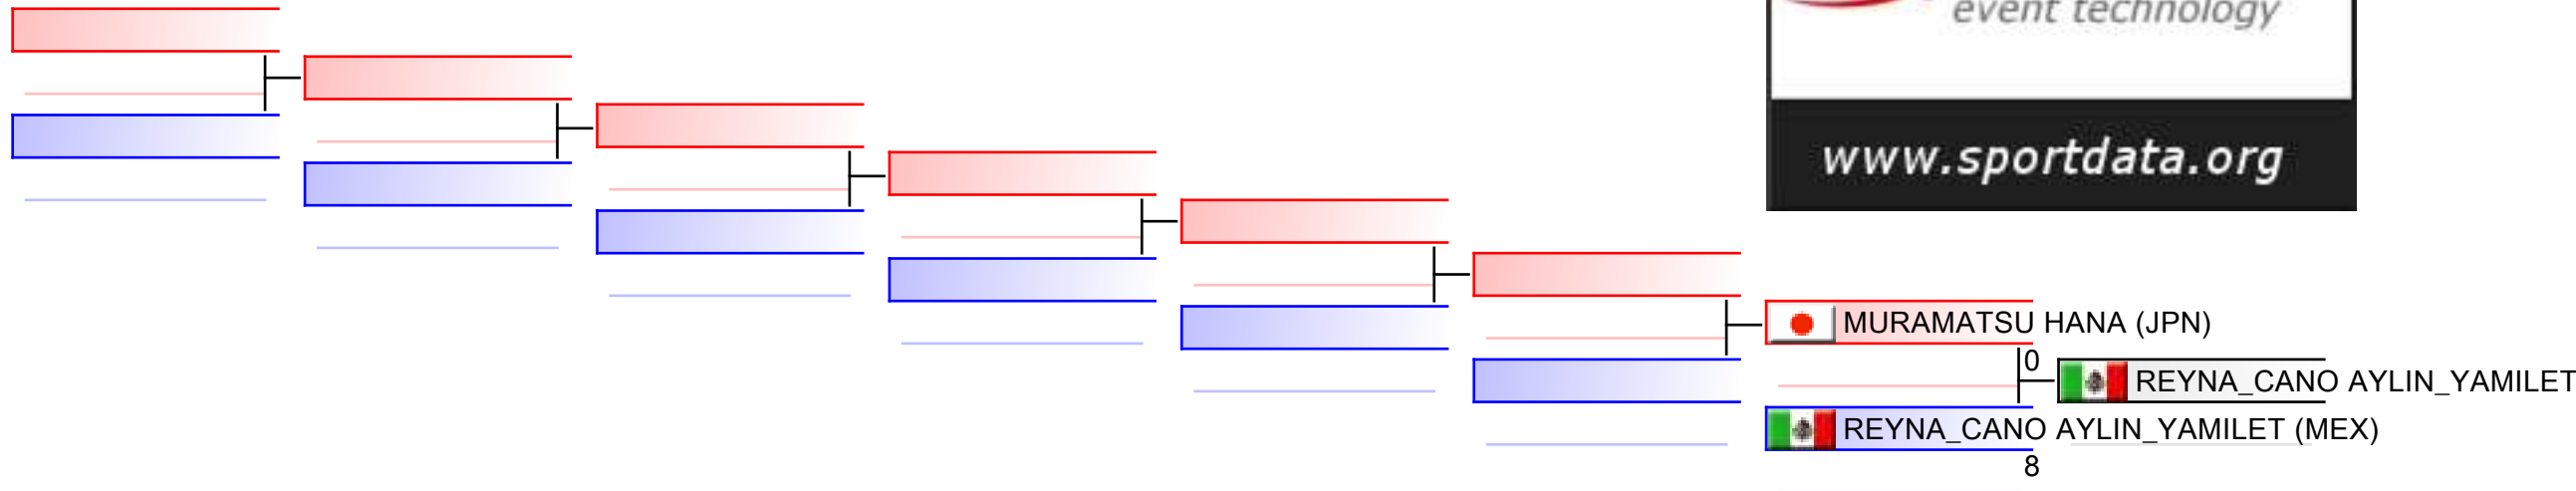 event technology
www.sportdata.org
MURAMATSU HANA (JPN)
0
REYNA_CANO AYLIN_YAMILET
REYNA_CANO AYLIN_YAMILET (MEX)
8